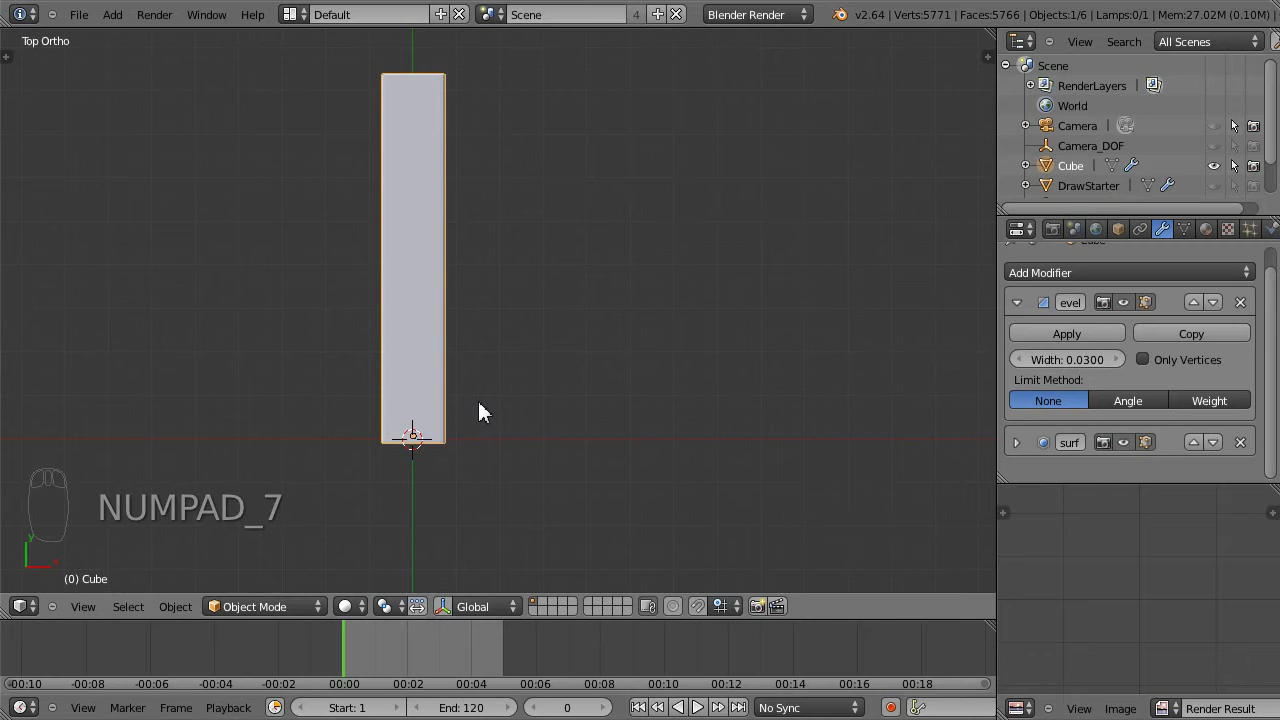 File Add Render Window Help Default Scene 4 Blender Render v2.64 | Verts:5771 | Faces:5766 | Objects:1/6 | Lamps:0/1 | Mem:27.02M (0.10M) |
Top Ortho
View Search All Scenes
Scene
RenderLayers |
World
Camera |
Camera_DOF
Cube |
DrawStarter |
Cube
Add Modifier
evel
Apply Copy
Width: 0.0300 Only Vertices
Limit Method:
None Angle Weight
surf
NUMPAD_7
y
x
(0) Cube
View Select Object Object Mode Global
-00:10 -00:08 -00:06 -00:04 -00:02 00:00 00:02 00:04 00:06 00:08 00:10 00:12 00:14 00:16 00:18
View Marker Frame Playback Start: 1 End: 120 0 No Sync
View Image Render Result